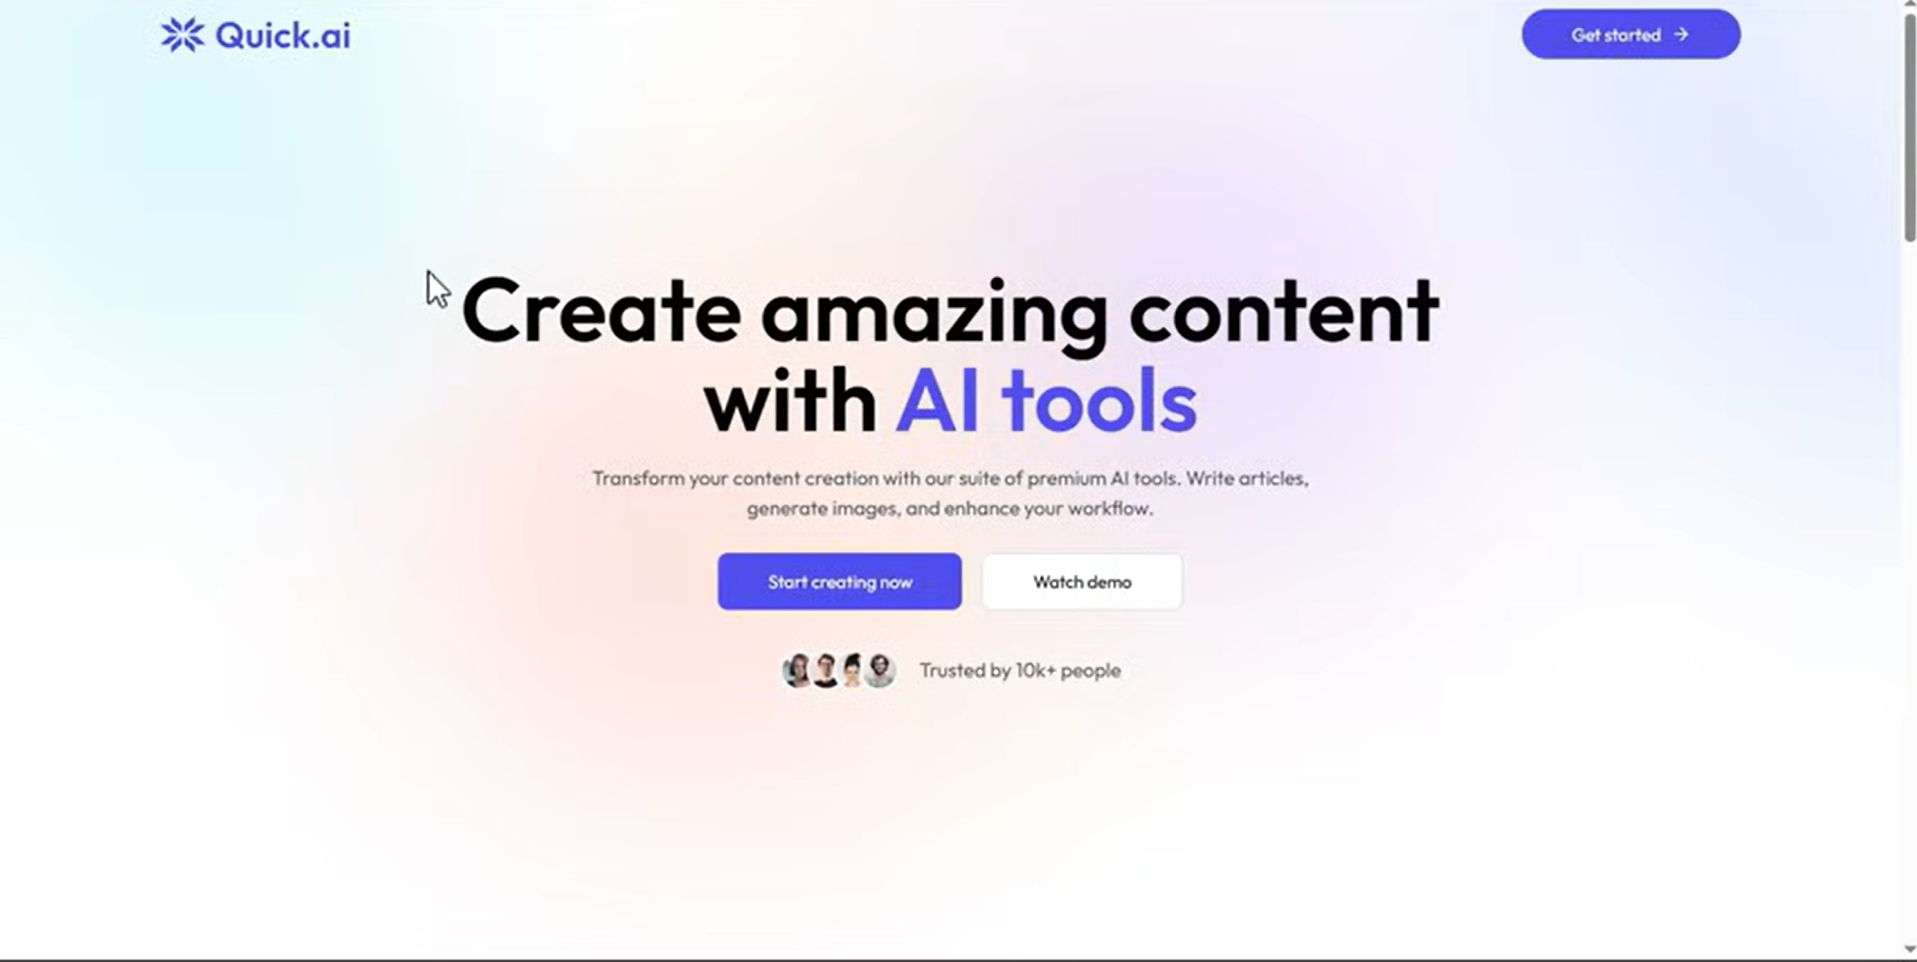 Quick.ai
Get started →
Create amazing content
with AI tools
Transform your content creation with our suite of premium AI tools. Write articles,
generate images, and enhance your workflow.
Start creating now
Watch demo
Trusted by 10k+ people